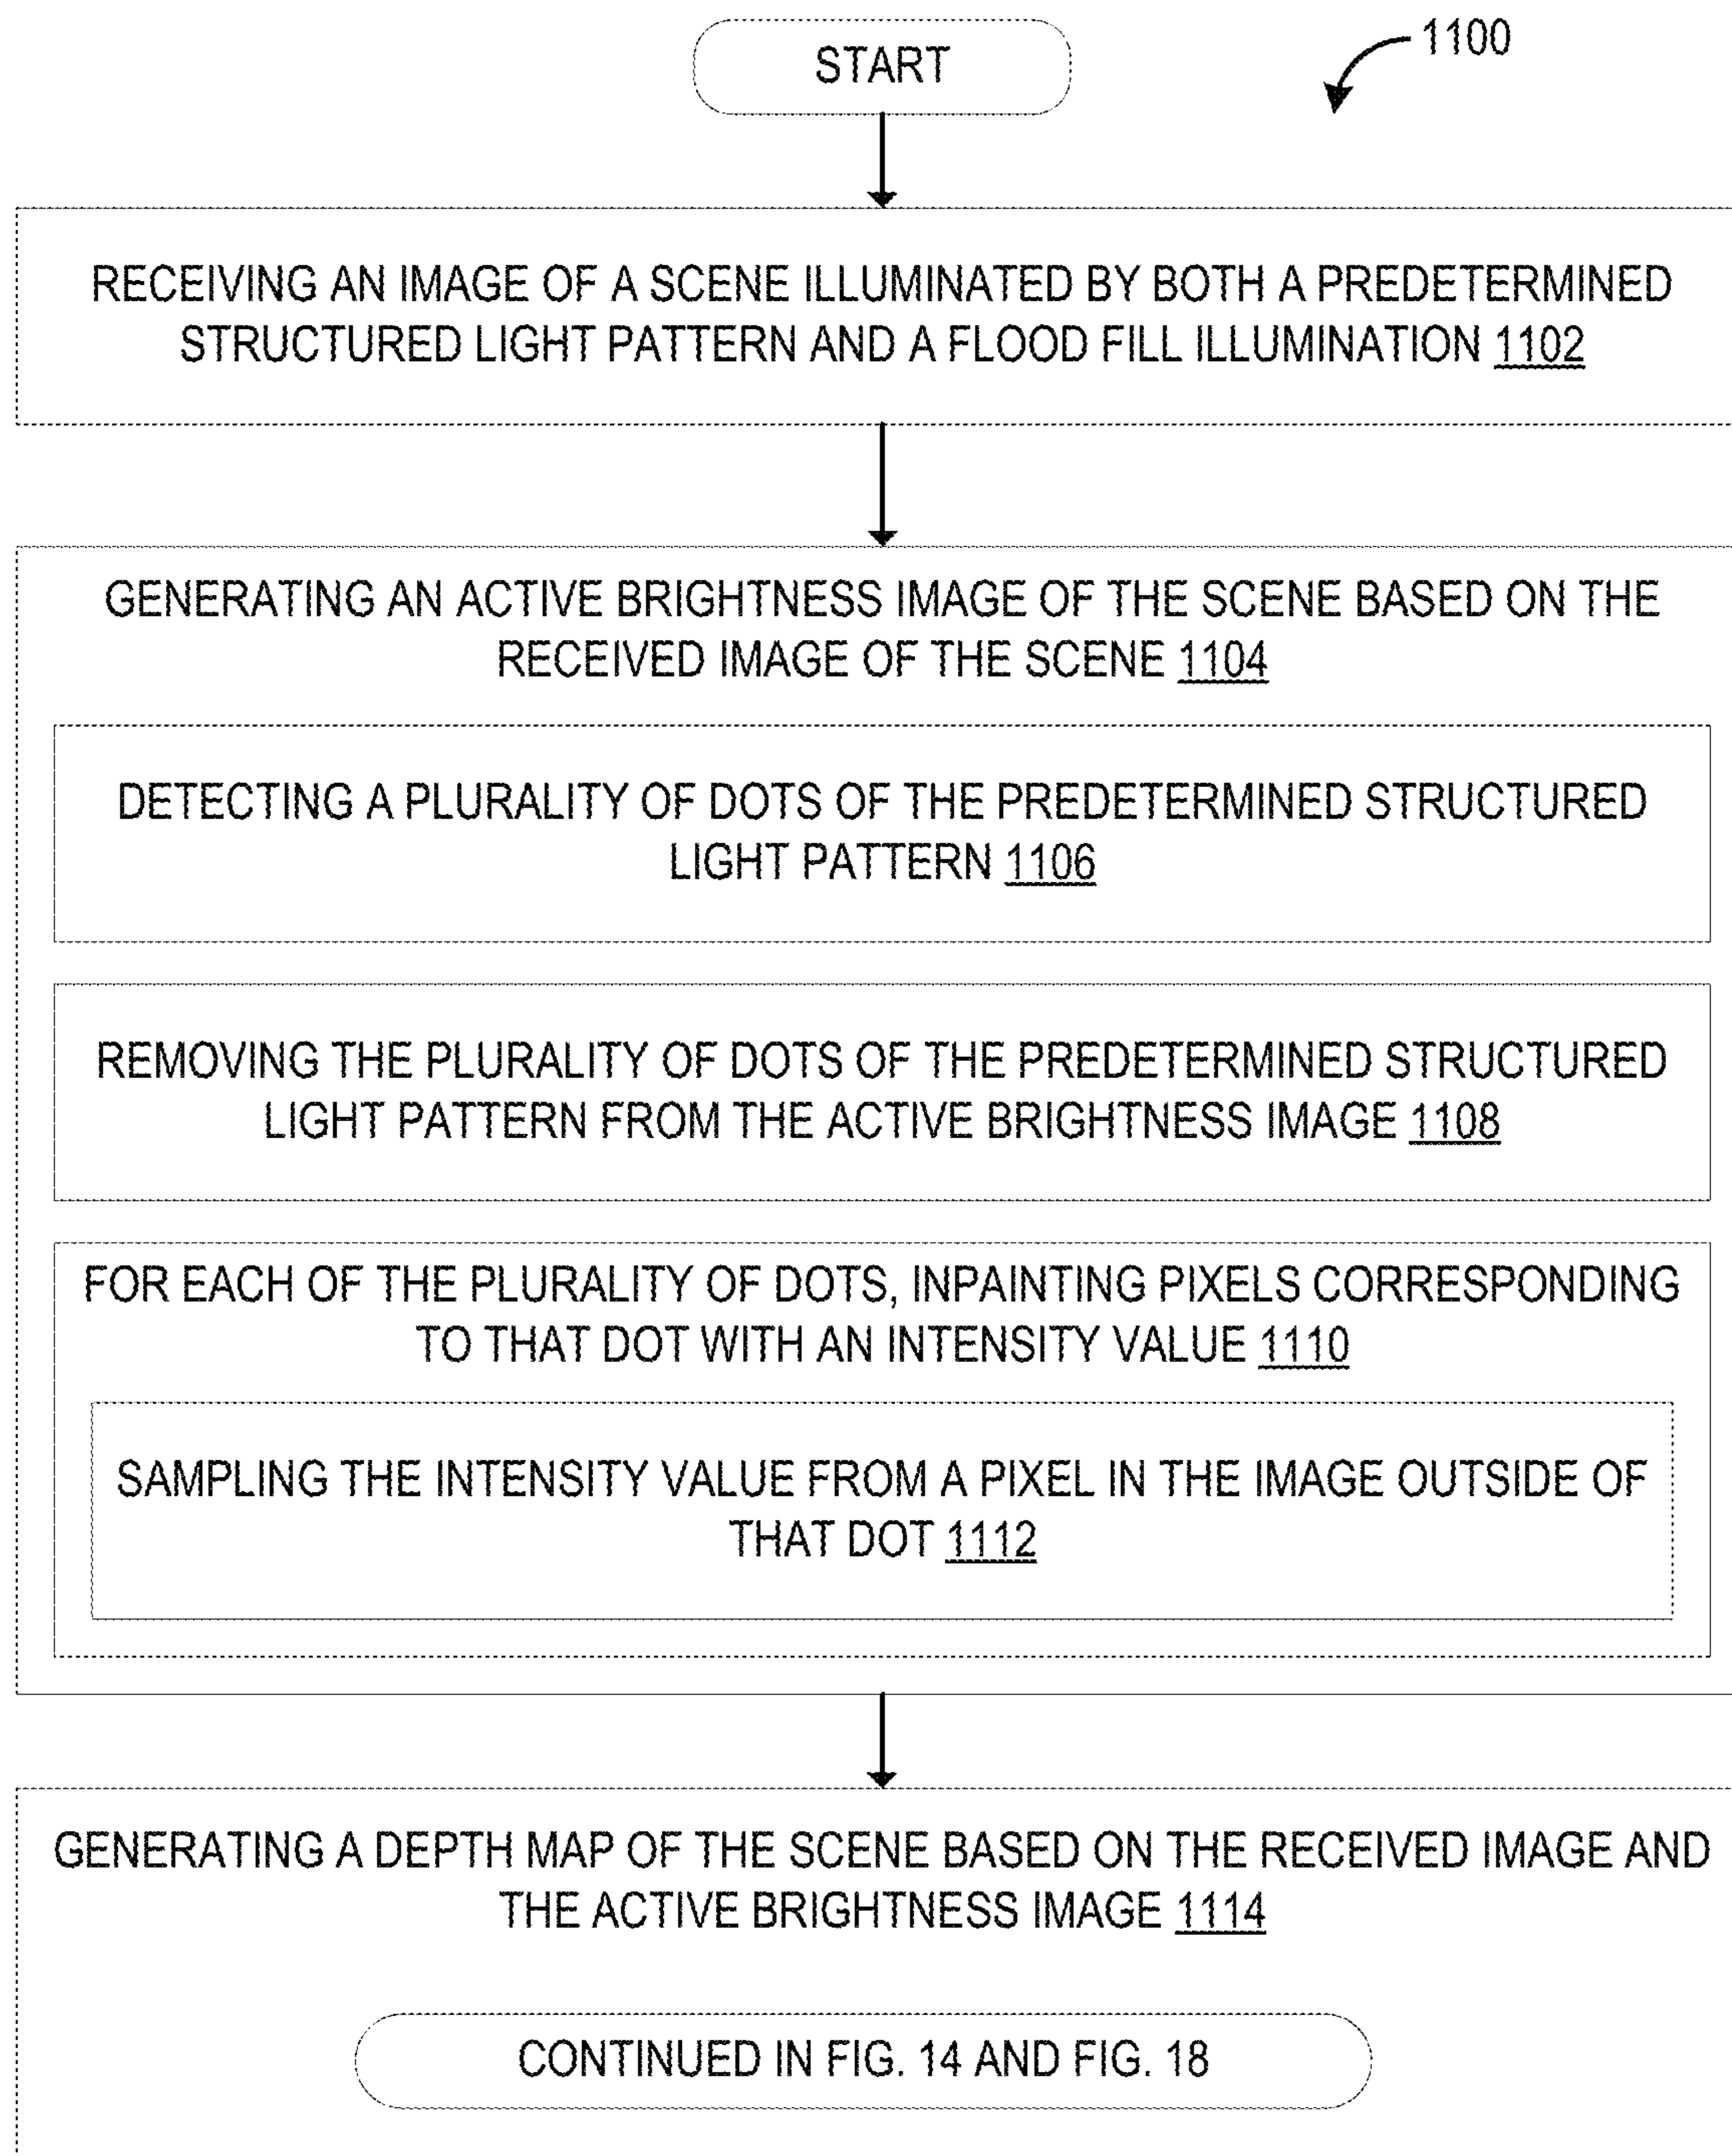 START
1100
RECEIVING AN IMAGE OF A SCENE ILLUMINATED BY BOTH A PREDETERMINED
STRUCTURED LIGHT PATTERN AND A FLOOD FILL ILLUMINATION 1102
GENERATING AN ACTIVE BRIGHTNESS IMAGE OF THE SCENE BASED ON THE
RECEIVED IMAGE OF THE SCENE 1104
DETECTING A PLURALITY OF DOTS OF THE PREDETERMINED STRUCTURED
LIGHT PATTERN 1106
REMOVING THE PLURALITY OF DOTS OF THE PREDETERMINED STRUCTURED
LIGHT PATTERN FROM THE ACTIVE BRIGHTNESS IMAGE 1108
FOR EACH OF THE PLURALITY OF DOTS, INPAINTING PIXELS CORRESPONDING
TO THAT DOT WITH AN INTENSITY VALUE 1110
SAMPLING THE INTENSITY VALUE FROM A PIXEL IN THE IMAGE OUTSIDE OF
THAT DOT 1112
GENERATING A DEPTH MAP OF THE SCENE BASED ON THE RECEIVED IMAGE AND
THE ACTIVE BRIGHTNESS IMAGE 1114
CONTINUED IN FIG. 14 AND FIG. 18